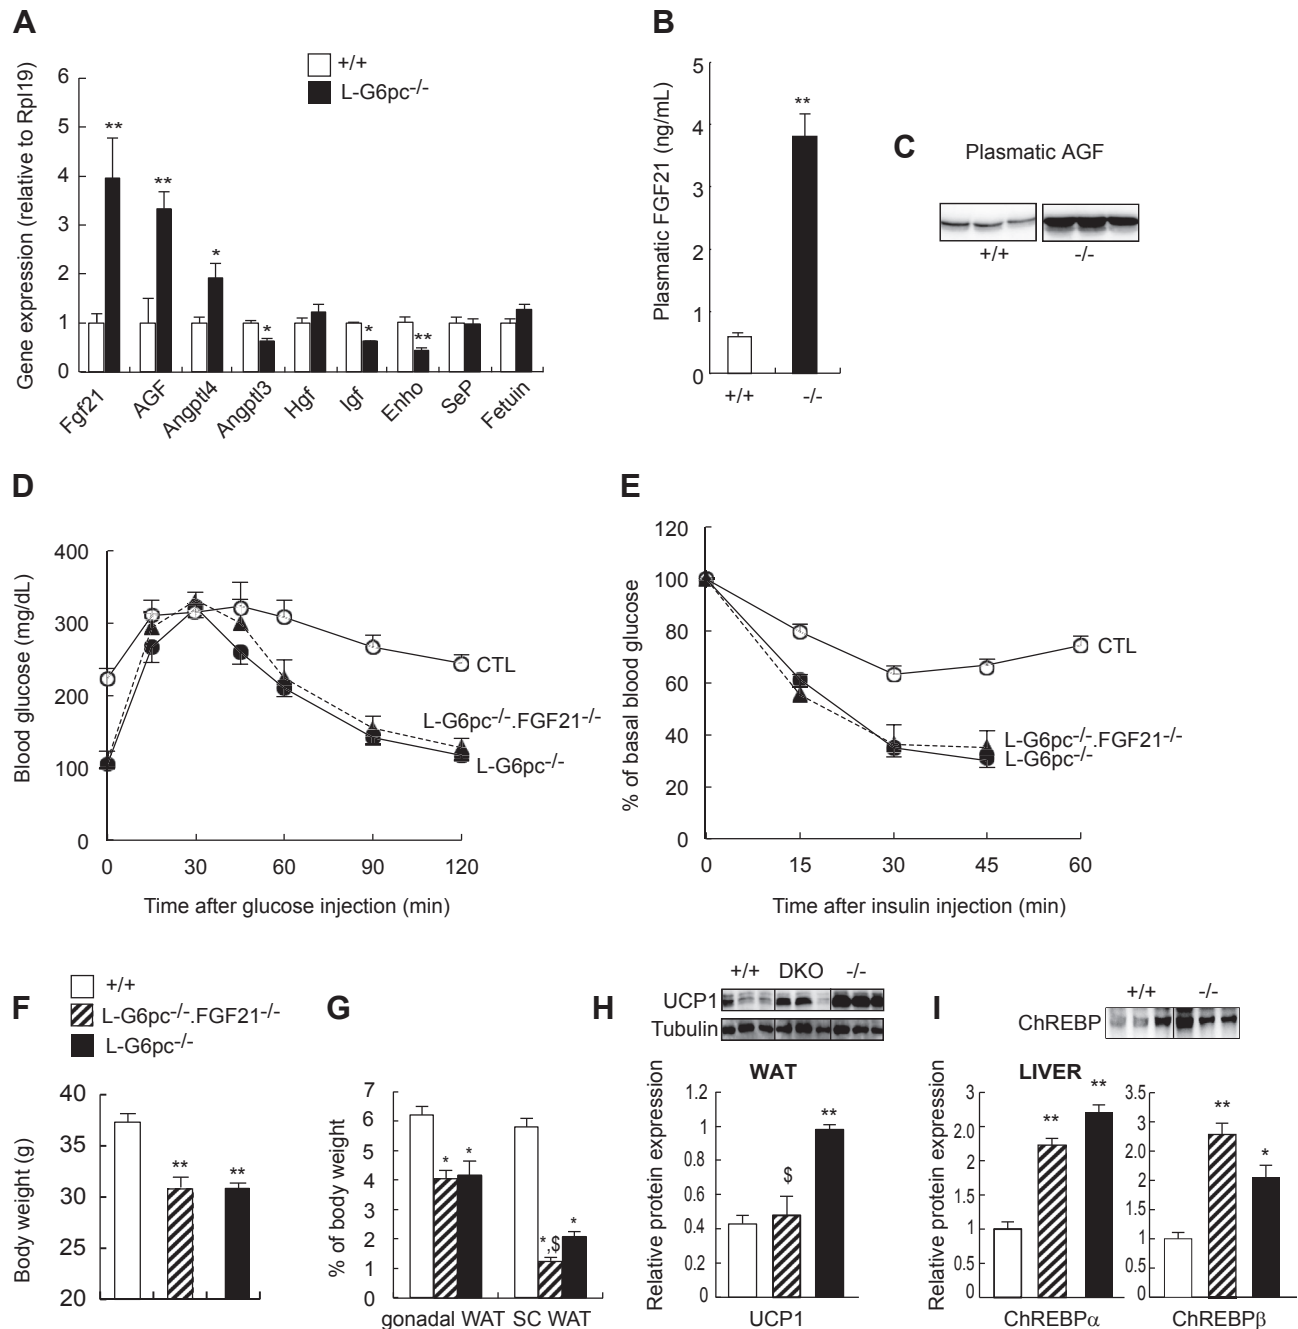 A
+/+
L-G6pc-/-
Gene expression (relative to Rpl19)
6
5
4
3
2
1
0
**
**
*
*
*
**
Fgf21
AGF
Angptl4
Angptl3
Hgf
Igf
Enho
SeP
Fetuin
B
Plasmatic FGF21 (ng/mL)
5
4
3
2
1
0
**
+/+
-/-
C
Plasmatic AGF
+/+
-/-
D
Blood glucose (mg/dL)
400
300
200
100
0
CTL
L-G6pc-/-.FGF21-/-
L-G6pc-/-
0
30
60
90
120
Time after glucose injection (min)
E
% of basal blood glucose
120
100
80
60
40
20
0
CTL
L-G6pc-/-.FGF21-/-
L-G6pc-/-
0
15
30
45
60
Time after insulin injection (min)
F
+/+
L-G6pc-/-.FGF21-/-
L-G6pc-/-
Body weight (g)
40
35
30
25
20
**
**
G
% of body weight
7
6
5
4
3
2
1
0
*
*
*,$
*
gonadal WAT
SC WAT
H
+/+
DKO
-/-
UCP1
Tubulin
WAT
Relative protein expression
1.2
1
0.8
0.6
0.4
0.2
0
$
**
UCP1
I
+/+
-/-
ChREBP
LIVER
Relative protein expression
3
2.5
2.0
2
1.5
1
0.5
0
**
**
ChREBPα
3.5
3
2.5
2
1.5
1
0.5
0
**
*
ChREBPβ